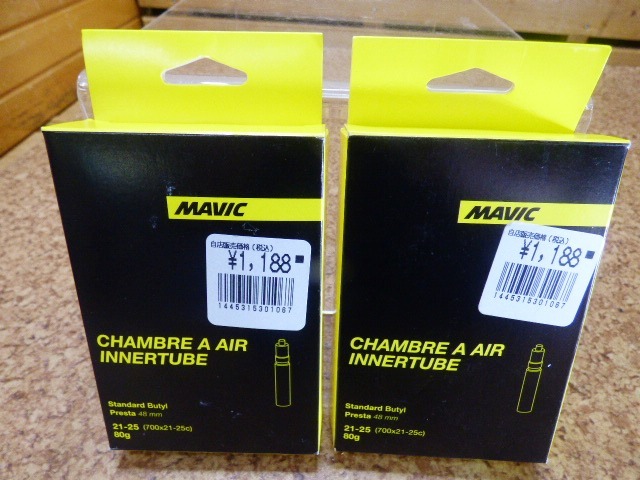 MAVIC
自店販売価格(税込)
¥1,188
1445315301067
CHAMBRE A AIR
INNERTUBE
Standard Butyl
Presta 48 mm
21-25 (700x21-25c)
80g
MAVIC
自店販売価格(税込)
¥1,188
1445315301067
CHAMBRE A AIR
INNERTUBE
Standard Butyl
Presta 48 mm
21-25 (700x21-25c)
80g